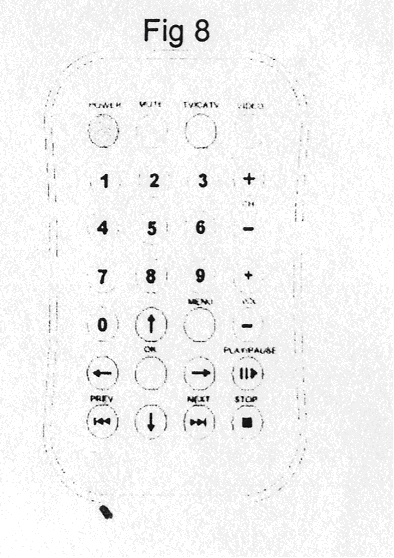 Fig 8
POWER MUTE TV/CATV VIDEO
1 2 3 +
CH
4 5 6 -
7 8 9 +
MENU VOL
0 ↑ -
OK PLAY/PAUSE
← →
PREV NEXT STOP
↓